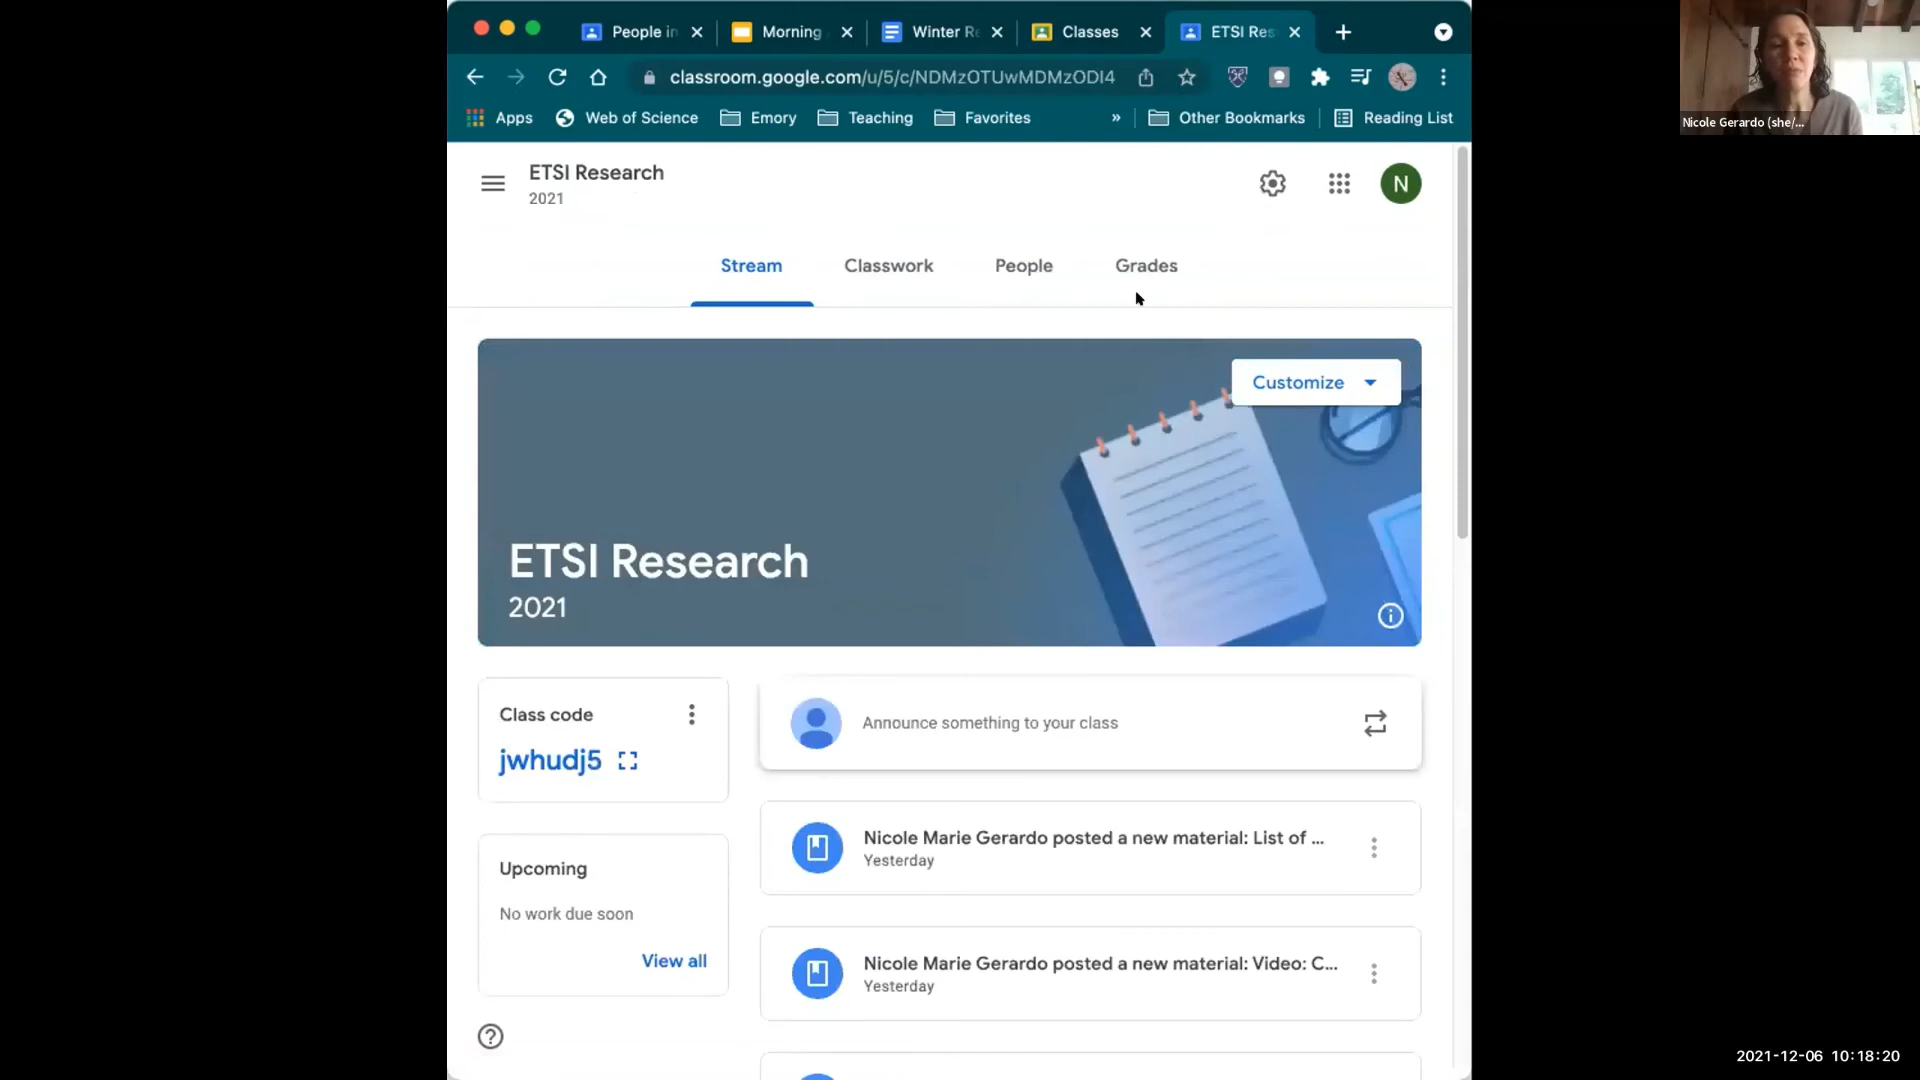 People in
Morning
Winter Re
Classes
ETSI Res
classroom.google.com/u/5/c/NDMzOTUwMDMzODI4
Apps
Web of Science
Emory
Teaching
Favorites
»
Other Bookmarks
Reading List
Nicole Gerardo (she/...
ETSI Research
2021
N
Stream
Classwork
People
Grades
Customize
ETSI Research
2021
Class code
jwhudj5
Announce something to your class
Nicole Marie Gerardo posted a new material: List of ...
Yesterday
Upcoming
No work due soon
View all
Nicole Marie Gerardo posted a new material: Video: C...
Yesterday
2021-12-06 10:18:20